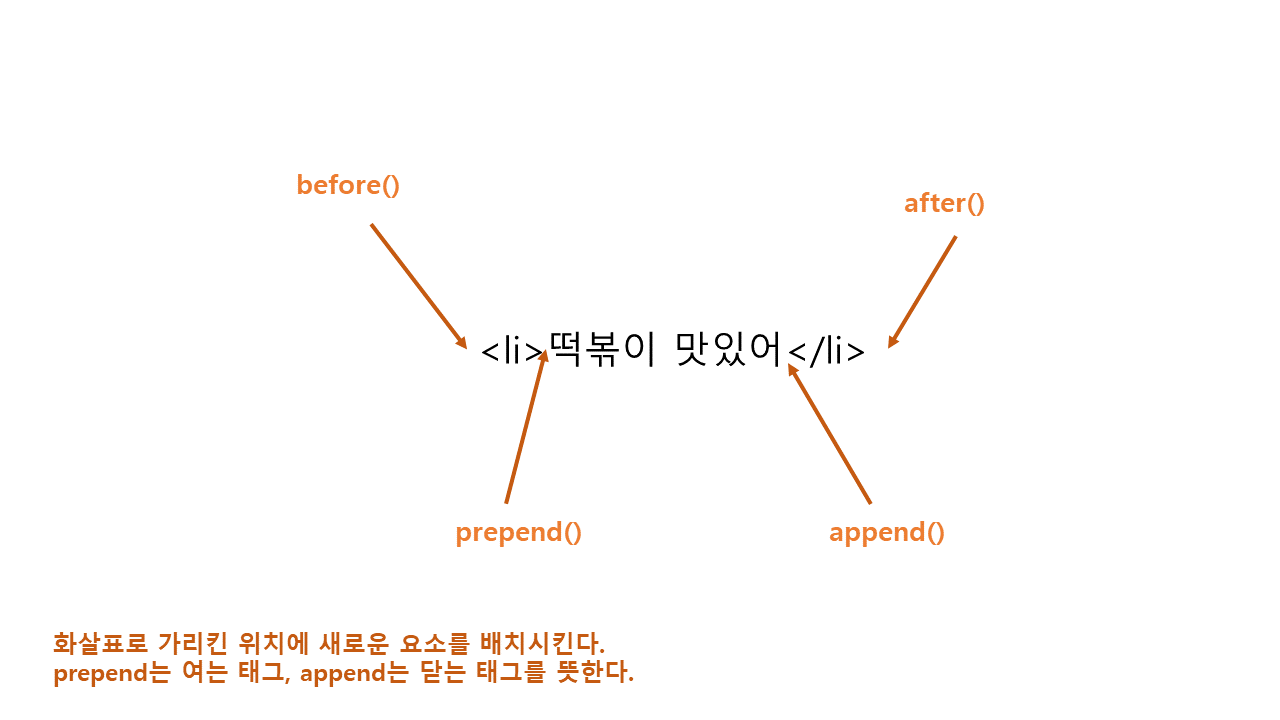 before()
after()
<li>떡볶이 맛있어</li>
prepend()
append()
화살표로 가리킨 위치에 새로운 요소를 배치시킨다.
prepend는 여는 태그, append는 닫는 태그를 뜻한다.